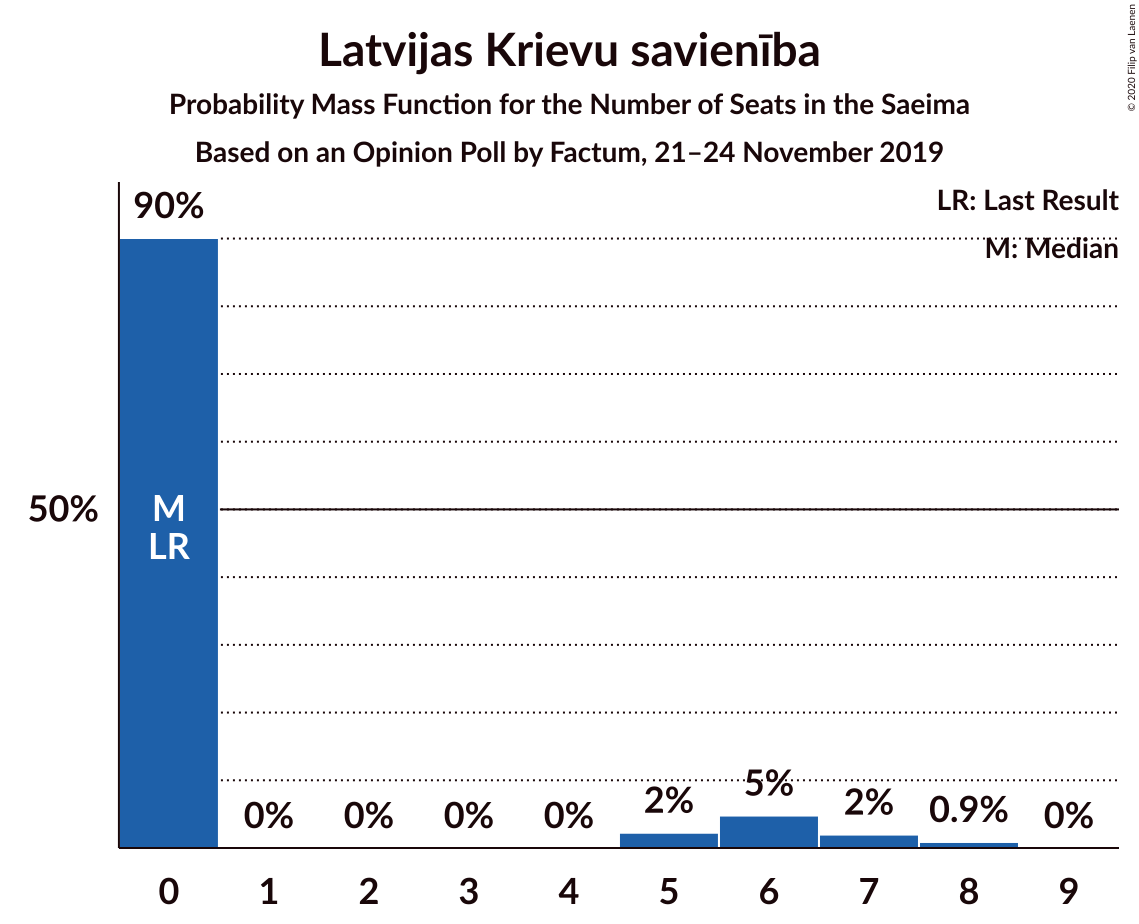 Latvijas Krievu savienība
Probability Mass Function for the Number of Seats in the Saeima
Based on an Opinion Poll by Factum, 21–24 November 2019
© 2020 Filip van Laenen
LR: Last Result
M: Median
90%
50%
M
LR
0% 0% 0% 0% 2% 5% 2% 0.9% 0%
0 1 2 3 4 5 6 7 8 9